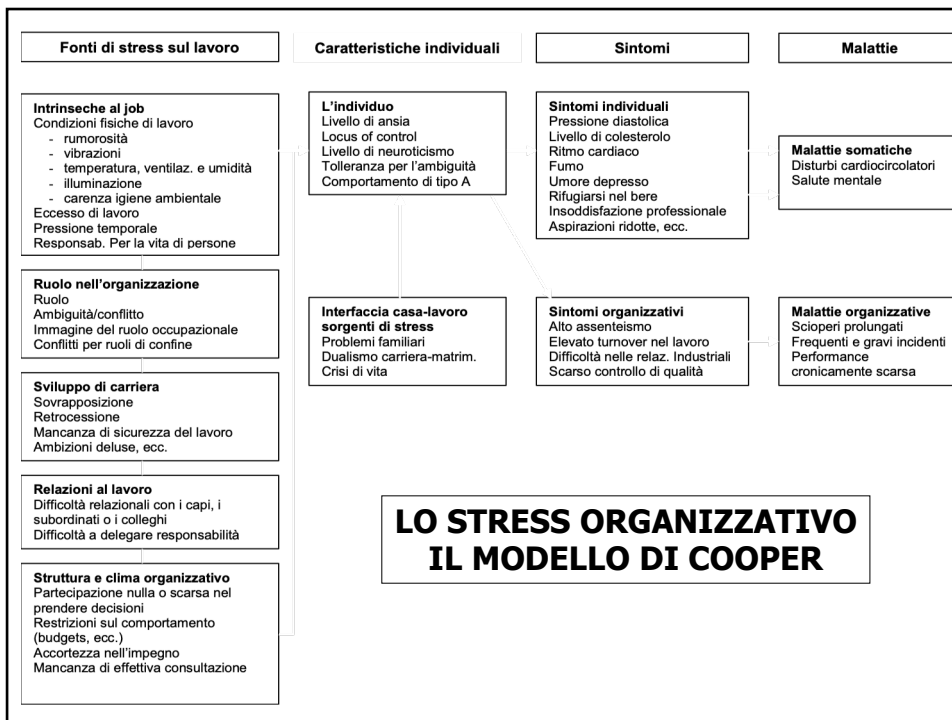 Fonti di stress sul lavoro
Caratteristiche individuali
Sintomi
Malattie
Intrinseche al job
Condizioni fisiche di lavoro
- rumorosità
- vibrazioni
- temperatura, ventilaz. e umidità
- illuminazione
- carenza igiene ambientale
Eccesso di lavoro
Pressione temporale
Responsab. Per la vita di persone
Ruolo nell'organizzazione
Ruolo
Ambiguità/conflitto
Immagine del ruolo occupazionale
Conflitti per ruoli di confine
Sviluppo di carriera
Sovrapposizione
Retrocessione
Mancanza di sicurezza del lavoro
Ambizioni deluse, ecc.
Relazioni al lavoro
Difficoltà relazionali con i capi, i
subordinati o i colleghi
Difficoltà a delegare responsabilità
Struttura e clima organizzativo
Partecipazione nulla o scarsa nel
prendere decisioni
Restrizioni sul comportamento
(budgets, ecc.)
Accortezza nell'impegno
Mancanza di effettiva consultazione
L'individuo
Livello di ansia
Locus of control
Livello di neuroticismo
Tolleranza per l'ambiguità
Comportamento di tipo A
Interfaccia casa-lavoro
sorgenti di stress
Problemi familiari
Dualismo carriera-matrim.
Crisi di vita
Sintomi individuali
Pressione diastolica
Livello di colesterolo
Ritmo cardiaco
Fumo
Umore depresso
Rifugiarsi nel bere
Insoddisfazione professionale
Aspirazioni ridotte, ecc.
Sintomi organizzativi
Alto assenteismo
Elevato turnover nel lavoro
Difficoltà nelle relaz. Industriali
Scarso controllo di qualità
Malattie somatiche
Disturbi cardiocircolatori
Salute mentale
Malattie organizzative
Scioperi prolungati
Frequenti e gravi incidenti
Performance
cronicamente scarsa
LO STRESS ORGANIZZATIVO
IL MODELLO DI COOPER